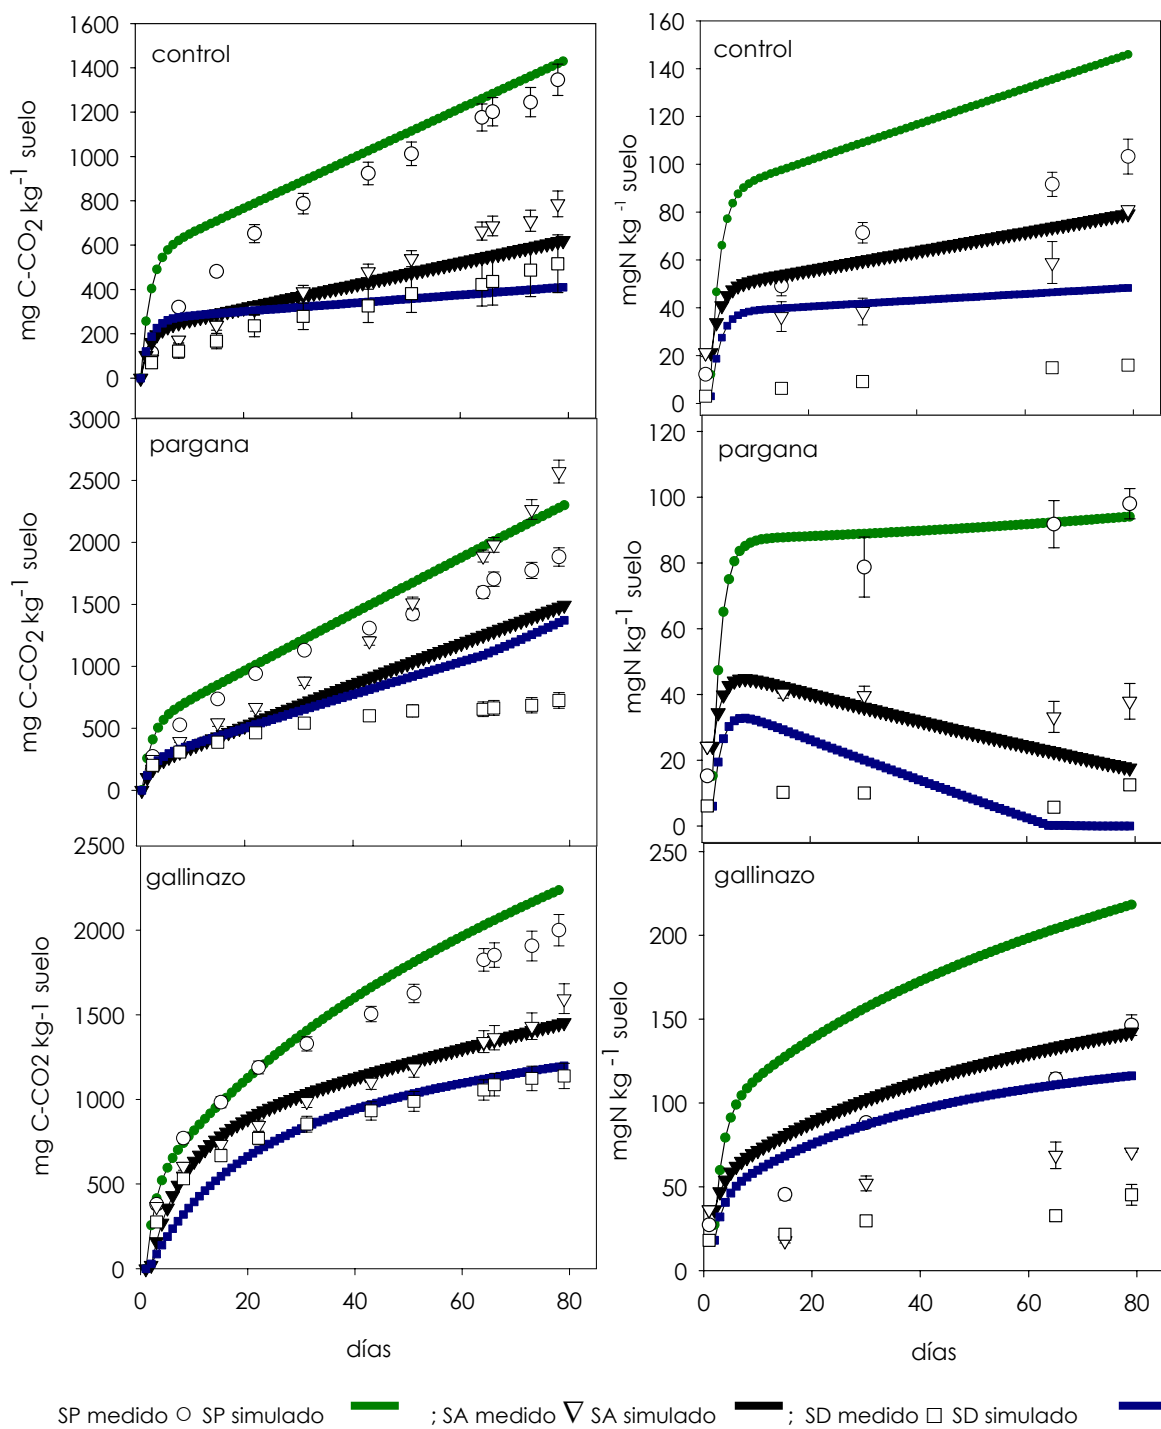 control
mg C-CO2 kg-1 suelo
1600
1400
1200
1000
800
600
400
200
0
control
mgN kg-1 suelo
160
140
120
100
80
60
40
20
0
pargana
mg C-CO2 kg-1 suelo
3000
2500
2000
1500
1000
500
0
pargana
mgN kg-1 suelo
120
100
80
60
40
20
0
gallinazo
mg C-CO2 kg-1 suelo
2500
2000
1500
1000
500
0
0 20 40 60 80
días
gallinazo
mgN kg-1 suelo
250
200
150
100
50
0
0 20 40 60 80
días
SP medido SP simulado ; SA medido SA simulado ; SD medido SD simulado